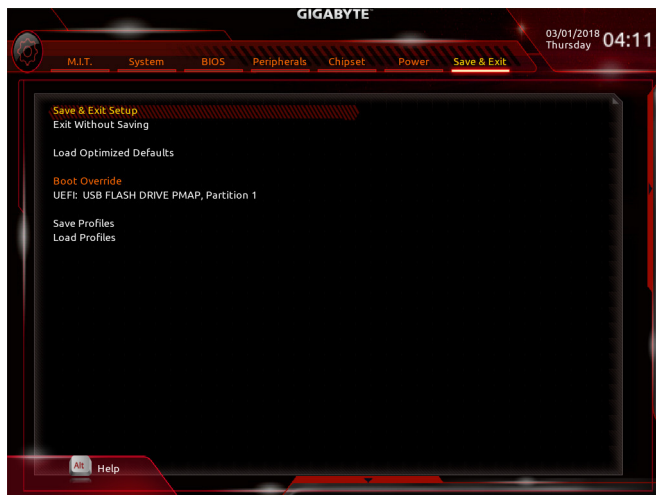 GIGABYTE™
03/01/2018
Thursday
04:11
M.I.T. System BIOS Peripherals Chipset Power Save & Exit
Save & Exit Setup
Exit Without Saving
Load Optimized Defaults
Boot Override
UEFI: USB FLASH DRIVE PMAP, Partition 1
Save Profiles
Load Profiles
Alt Help